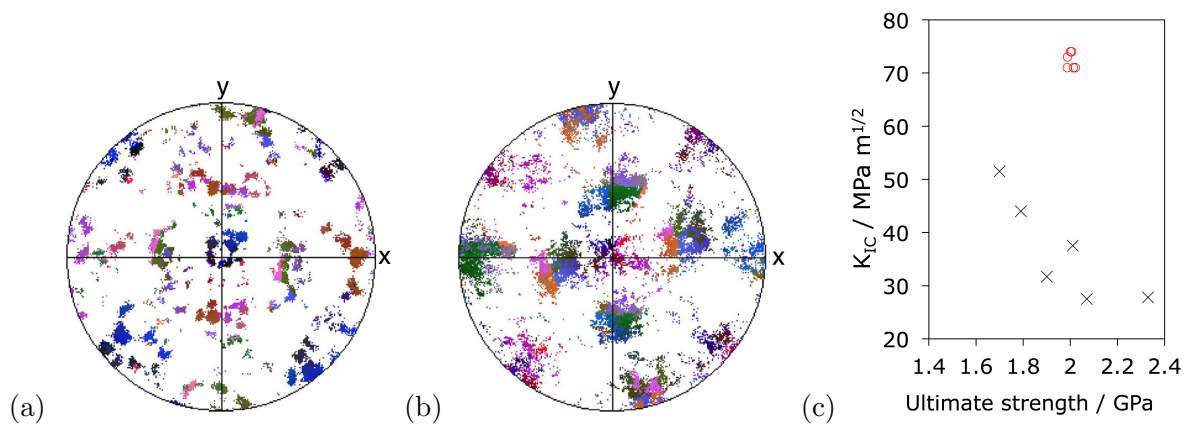 (a) y x
(b) y x
(c)
K_IC / MPa m^1/2
80
70
60
50
40
30
20
1.4 1.6 1.8 2 2.2 2.4
Ultimate strength / GPa